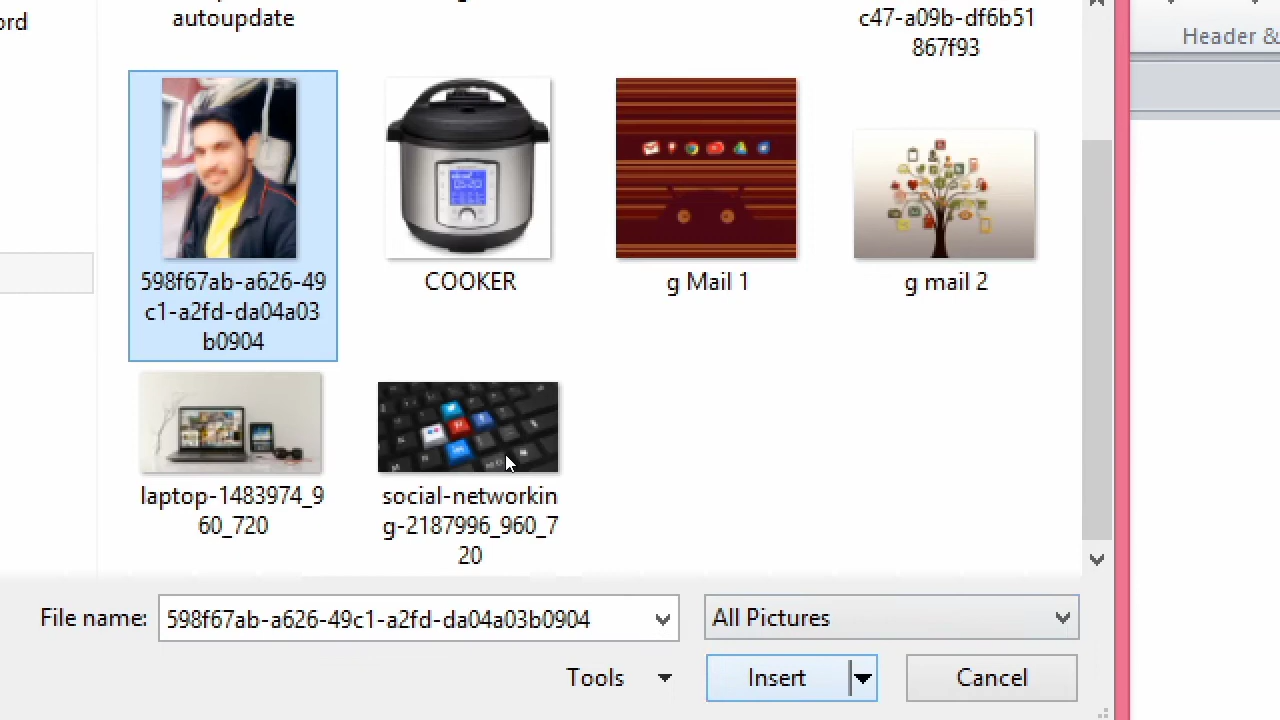 ord
autoupdate
c47-a09b-df6b51
867f93
Header &
598f67ab-a626-49
c1-a2fd-da04a03
b0904
COOKER
g Mail 1
g mail 2
laptop-1483974_9
60_720
social-networkin
g-2187996_960_7
20
File name:
598f67ab-a626-49c1-a2fd-da04a03b0904
All Pictures
Tools
Insert
Cancel